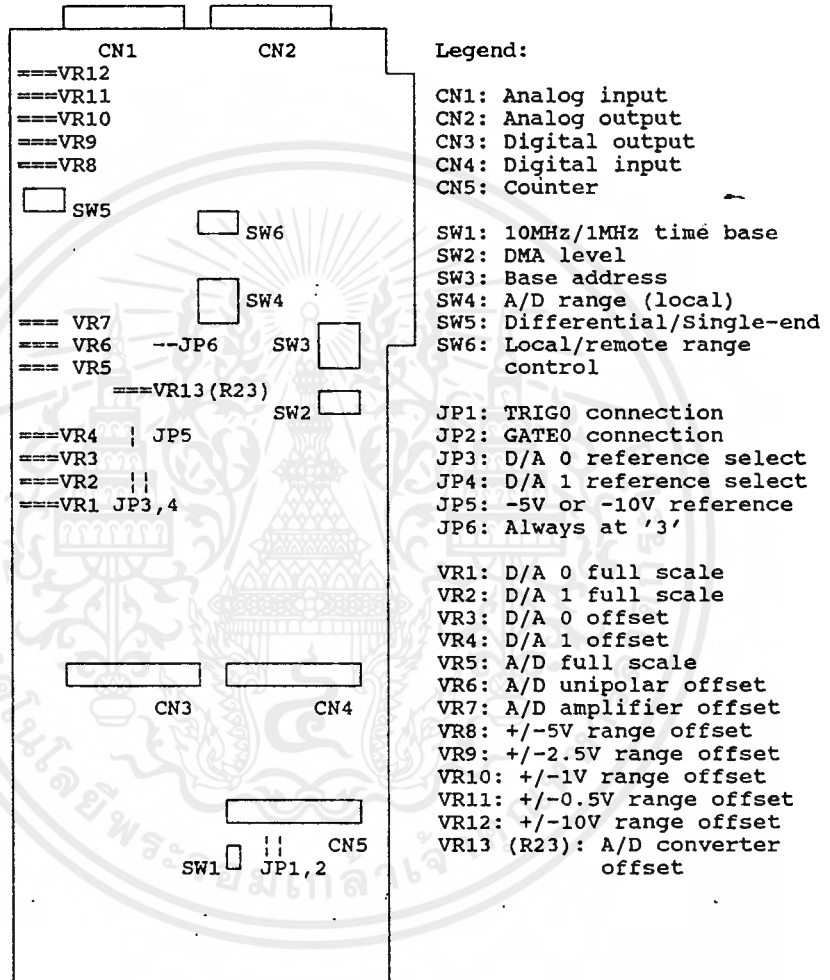 CN1 CN2
===VR12
===VR11
===VR10
===VR9
===VR8
SW5
SW6
SW4
=== VR7
=== VR6 --JP6 SW3
=== VR5
===VR13(R23)
SW2
===VR4 ¦ JP5
===VR3
===VR2 ¦¦
===VR1 JP3,4
CN3 CN4
CN5
SW1 JP1,2
Legend:
CN1: Analog input
CN2: Analog output
CN3: Digital output
CN4: Digital input
CN5: Counter
SW1: 10MHz/1MHz time base
SW2: DMA level
SW3: Base address
SW4: A/D range (local)
SW5: Differential/Single-end
SW6: Local/remote range
control
JP1: TRIG0 connection
JP2: GATE0 connection
JP3: D/A 0 reference select
JP4: D/A 1 reference select
JP5: -5V or -10V reference
JP6: Always at '3'
VR1: D/A 0 full scale
VR2: D/A 1 full scale
VR3: D/A 0 offset
VR4: D/A 1 offset
VR5: A/D full scale
VR6: A/D unipolar offset
VR7: A/D amplifier offset
VR8: +/-5V range offset
VR9: +/-2.5V range offset
VR10: +/-1V range offset
VR11: +/-0.5V range offset
VR12: +/-10V range offset
VR13 (R23): A/D converter
offset